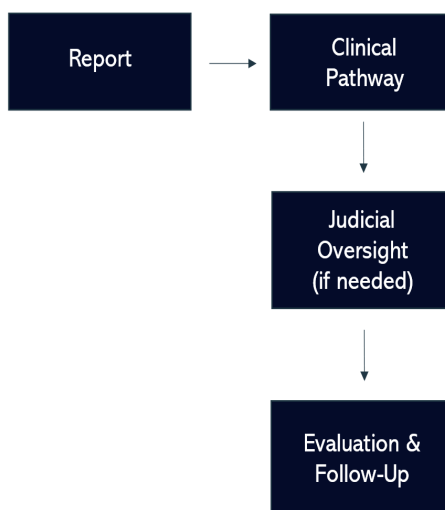 Report
Clinical
Pathway
Judicial
Oversight
(if needed)
Evaluation &
Follow-Up